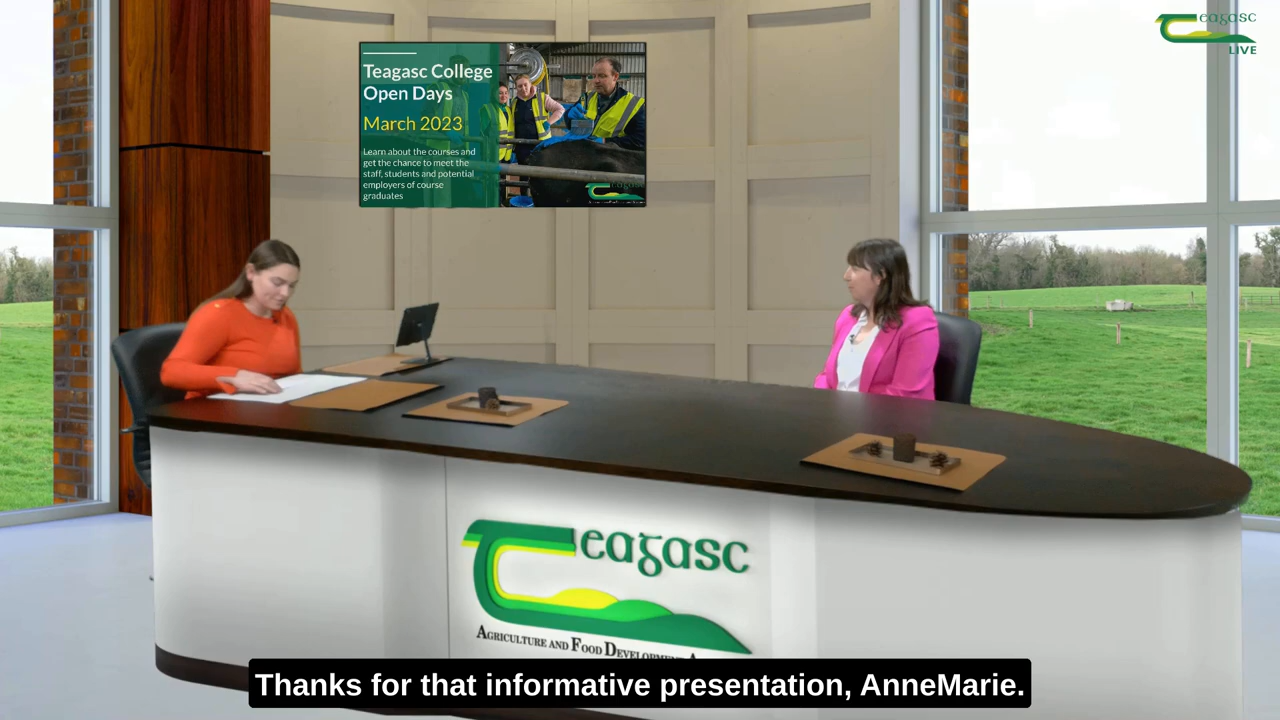 eagasc
LIVE
Teagasc College
Open Days
March 2023
Learn about the courses and
get the chance to meet the
staff, students and potential
employers of course
graduates
Teagasc
AGRICULTURE AND FOOD DEVELOPMENT
Thanks for that informative presentation, AnneMarie.